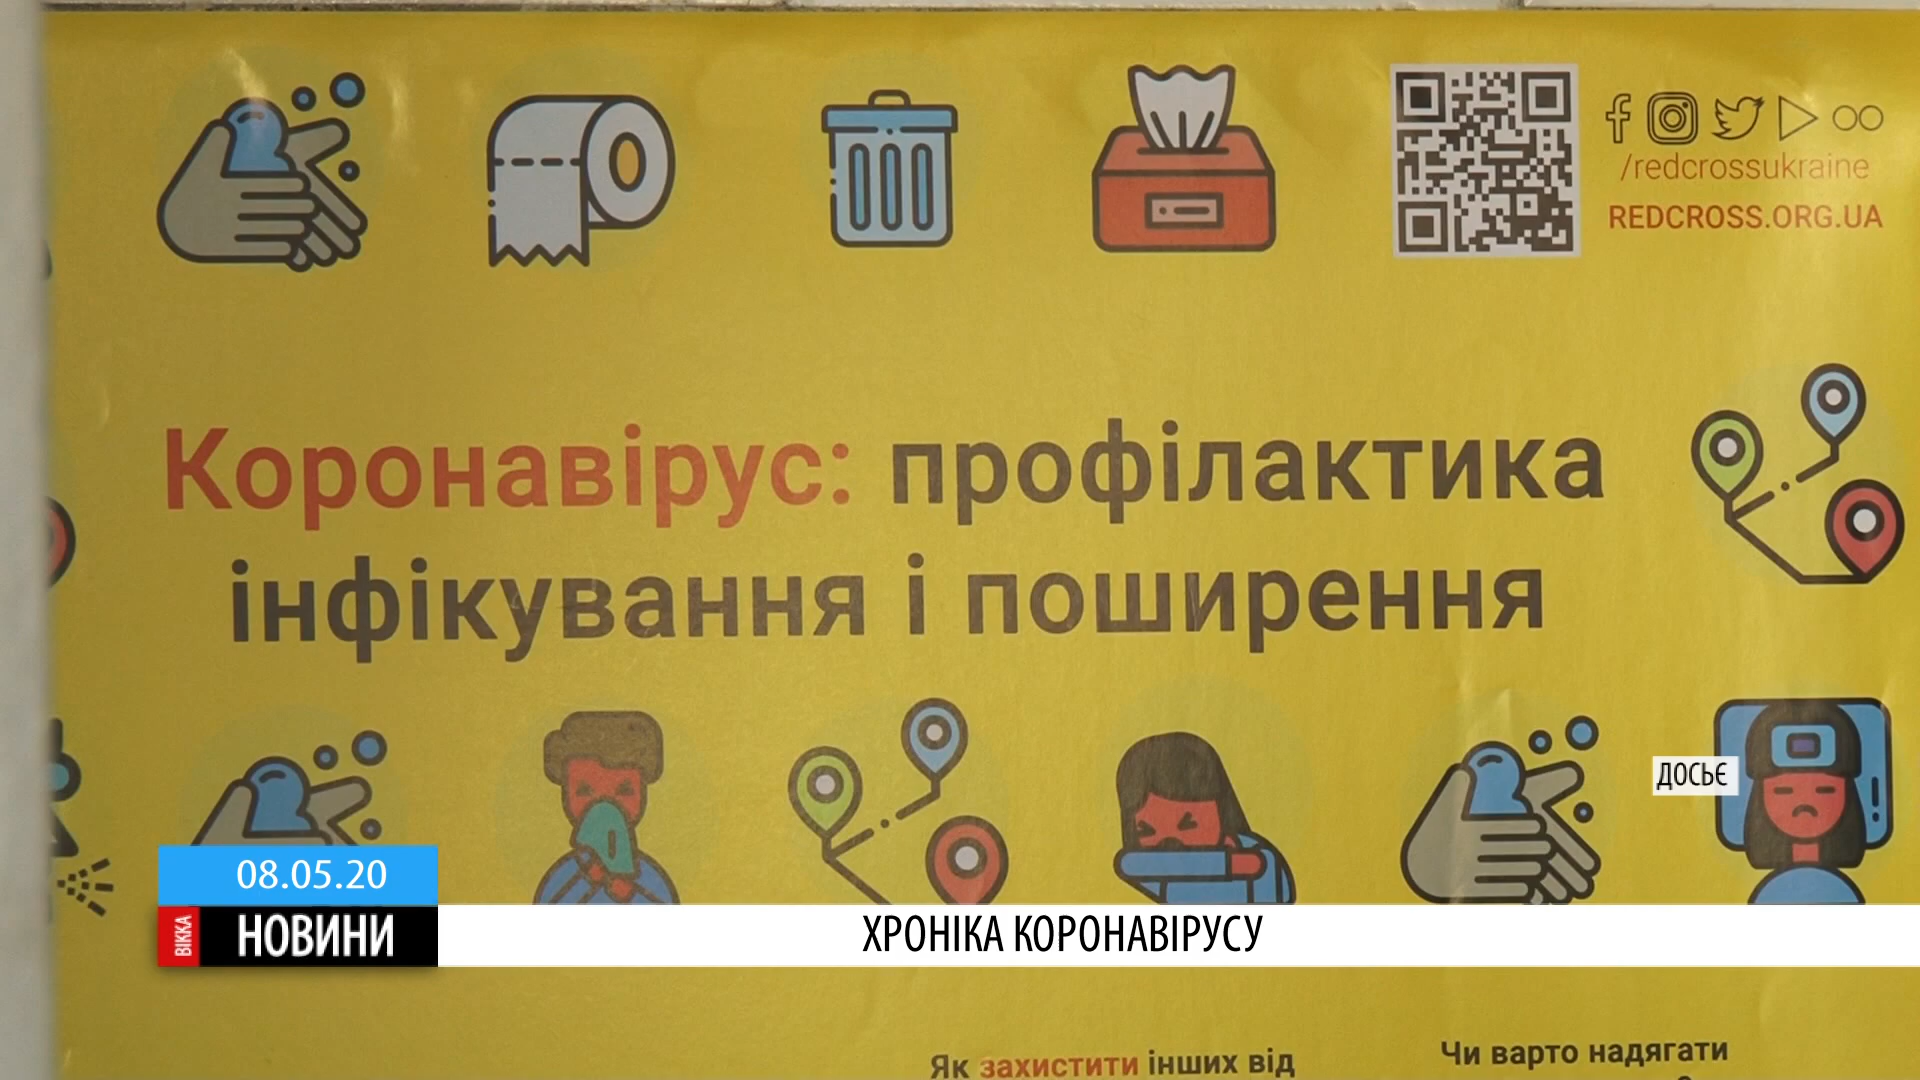 /redcrossukraine
REDCROSS.ORG.UA
Коронавірус: профілактика
інфікування і поширення
ДОСЬЄ
08.05.20
ВІККА
НОВИНИ
ХРОНІКА КОРОНАВІРУСУ
Як захистити інших від
Чи варто надягати